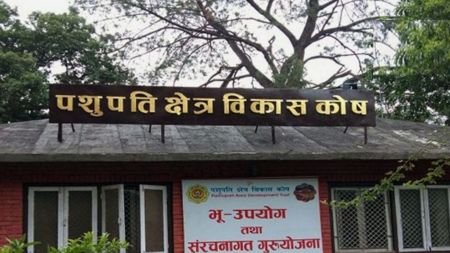 पशुपति क्षेत्र विकास कोष
पशुपति क्षेत्र विकास कोष
Pashupati Area Development Trust
भू-उपयोग
तथा
संरचनागत गुरुयोजना